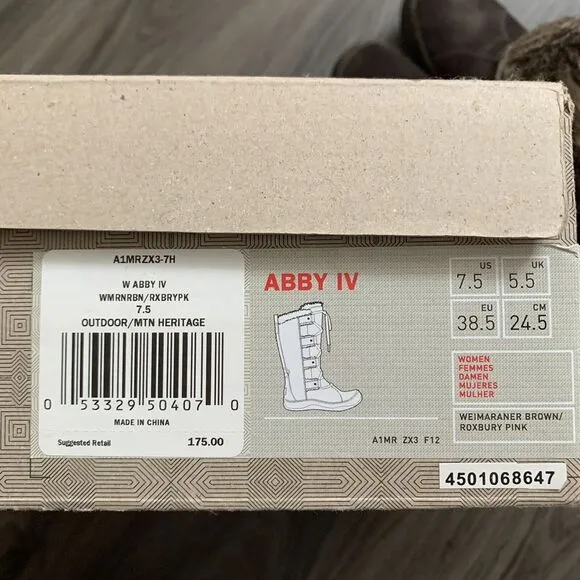 A1MRZX3-7H
W ABBY IV
WMRNRBN/RXBRYPK
7.5
OUTDOOR/MTN HERITAGE
0 53329 50407 0
MADE IN CHINA
Suggested Retail 175.00
ABBY IV
A1MR ZX3 F12
US
7.5
UK
5.5
EU
38.5
CM
24.5
WOMEN
FEMMES
DAMEN
MUJERES
MULHER
WEIMARANER BROWN/
ROXBURY PINK
4501068647